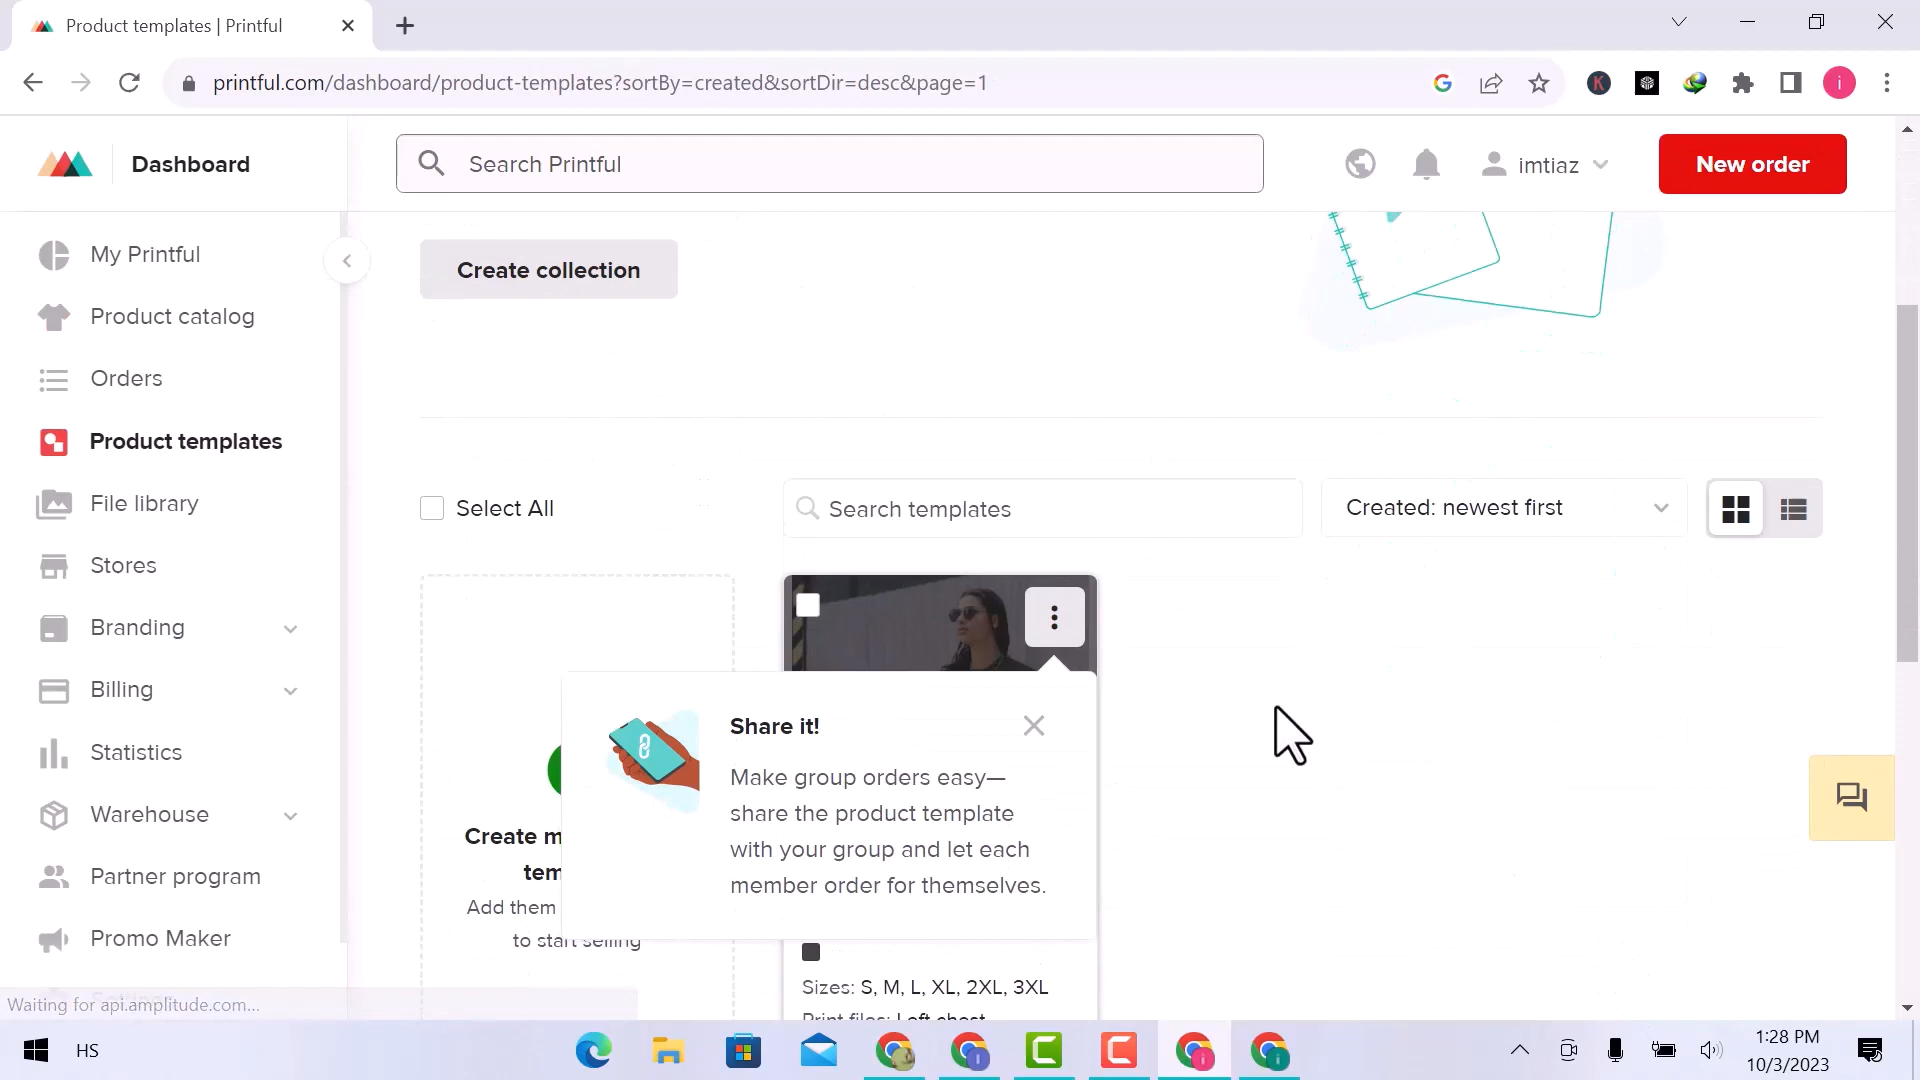 Product templates | Printful
printful.com/dashboard/product-templates?sortBy=created&sortDir=desc&page=1
K
i
Dashboard
Search Printful
imtiaz
New order
My Printful
Product catalog
Orders
Product templates
File library
Stores
Branding
Billing
Statistics
Warehouse
Partner program
Promo Maker
Create collection
Select All
Search templates
Created: newest first
Create m
tem
Add them
to start selling
Share it!
Make group orders easy—
share the product template
with your group and let each
member order for themselves.
Sizes: S, M, L, XL, 2XL, 3XL
Print files: Left chest
Waiting for api.amplitude.com...
HS
1:28 PM
10/3/2023